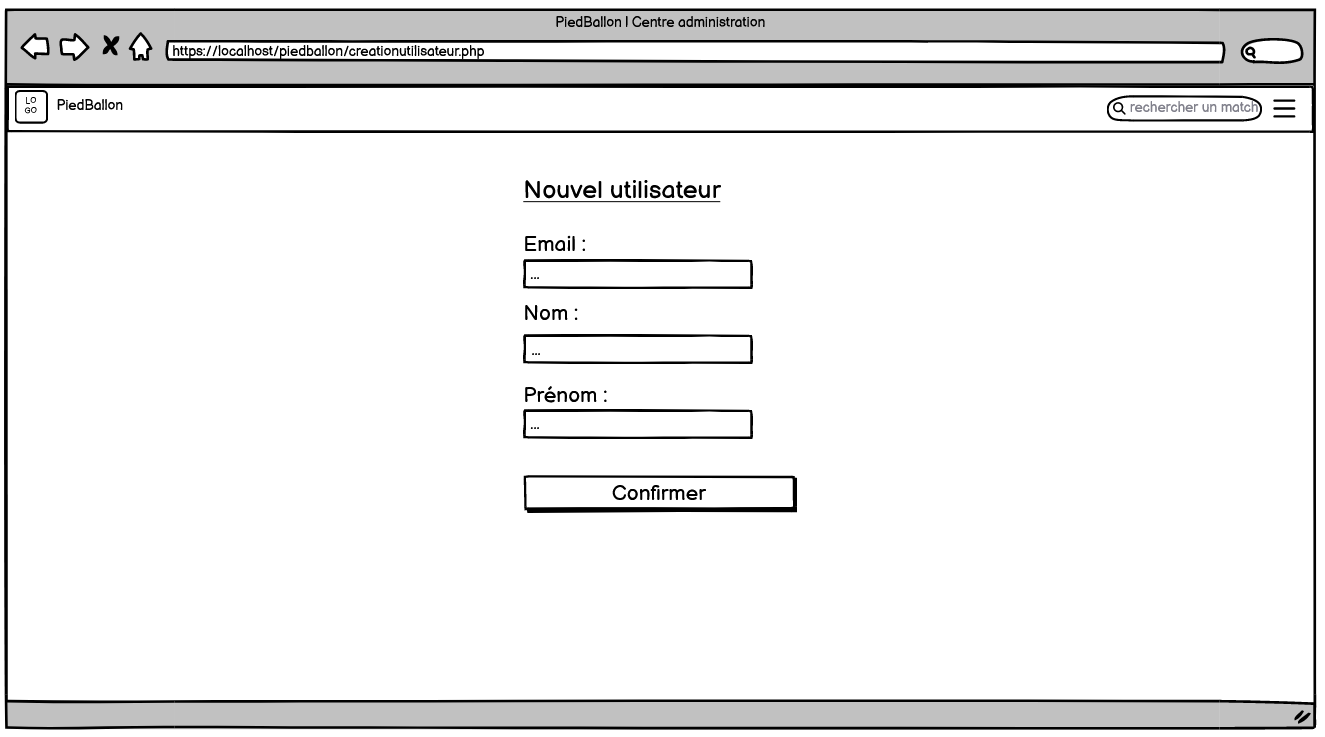 PiedBallon | Centre administration
https://localhost/piedballon/creationutilisateur.php
LO
GO
PiedBallon
rechercher un match
Nouvel utilisateur
Email :
...
Nom :
...
Prénom :
...
Confirmer